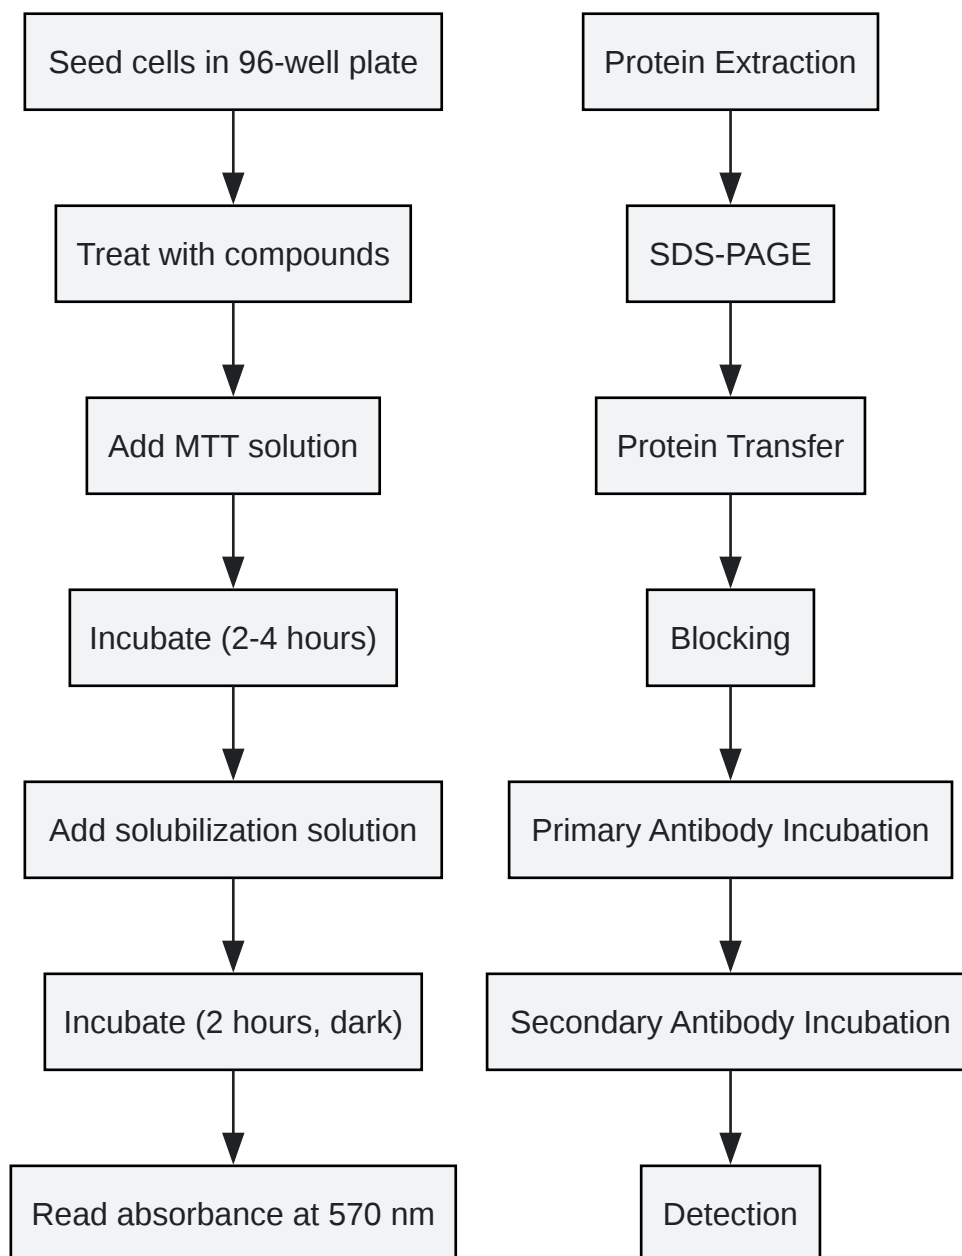 Seed cells in 96-well plate
Treat with compounds
Add MTT solution
Incubate (2-4 hours)
Add solubilization solution
Incubate (2 hours, dark)
Read absorbance at 570 nm
Protein Extraction
SDS-PAGE
Protein Transfer
Blocking
Primary Antibody Incubation
Secondary Antibody Incubation
Detection